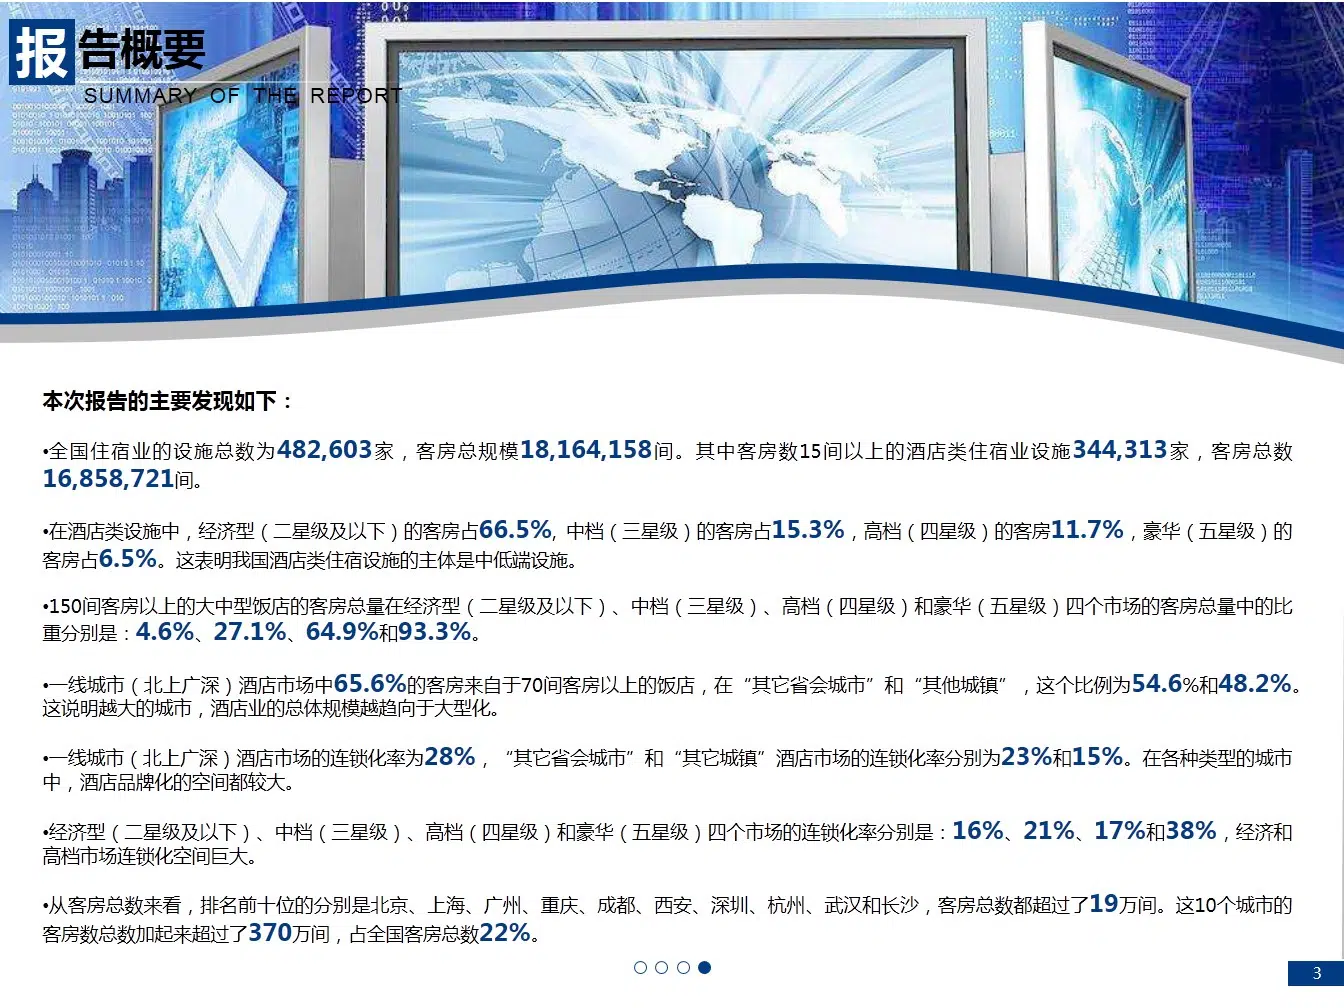 报告概要
SUMMARY OF THE REPORT
本次报告的主要发现如下：
•全国住宿业的设施总数为482,603家，客房总规模18,164,158间。其中客房数15间以上的酒店类住宿业设施344,313家，客房总数
16,858,721间。
•在酒店类设施中，经济型（二星级及以下）的客房占66.5%, 中档（三星级）的客房占15.3%，高档（四星级）的客房11.7%，豪华（五星级）的
客房占6.5%。这表明我国酒店类住宿设施的主体是中低端设施。
•150间客房以上的大中型饭店的客房总量在经济型（二星级及以下）、中档（三星级）、高档（四星级）和豪华（五星级）四个市场的客房总量中的比
重分别是：4.6%、27.1%、64.9%和93.3%。
•一线城市（北上广深）酒店市场中65.6%的客房来自于70间客房以上的饭店，在“其它省会城市”和“其他城镇”，这个比例为54.6%和48.2%。
这说明越大的城市，酒店业的总体规模越趋向于大型化。
•一线城市（北上广深）酒店市场的连锁化率为28%，“其它省会城市”和“其它城镇”酒店市场的连锁化率分别为23%和15%。在各种类型的城市
中，酒店品牌化的空间都较大。
•经济型（二星级及以下）、中档（三星级）、高档（四星级）和豪华（五星级）四个市场的连锁化率分别是：16%、21%、17%和38%，经济和
高档市场连锁化空间巨大。
•从客房总数来看，排名前十位的分别是北京、上海、广州、重庆、成都、西安、深圳、杭州、武汉和长沙，客房总数都超过了19万间。这10个城市的
客房数总数加起来超过了370万间，占全国客房总数22%。
3